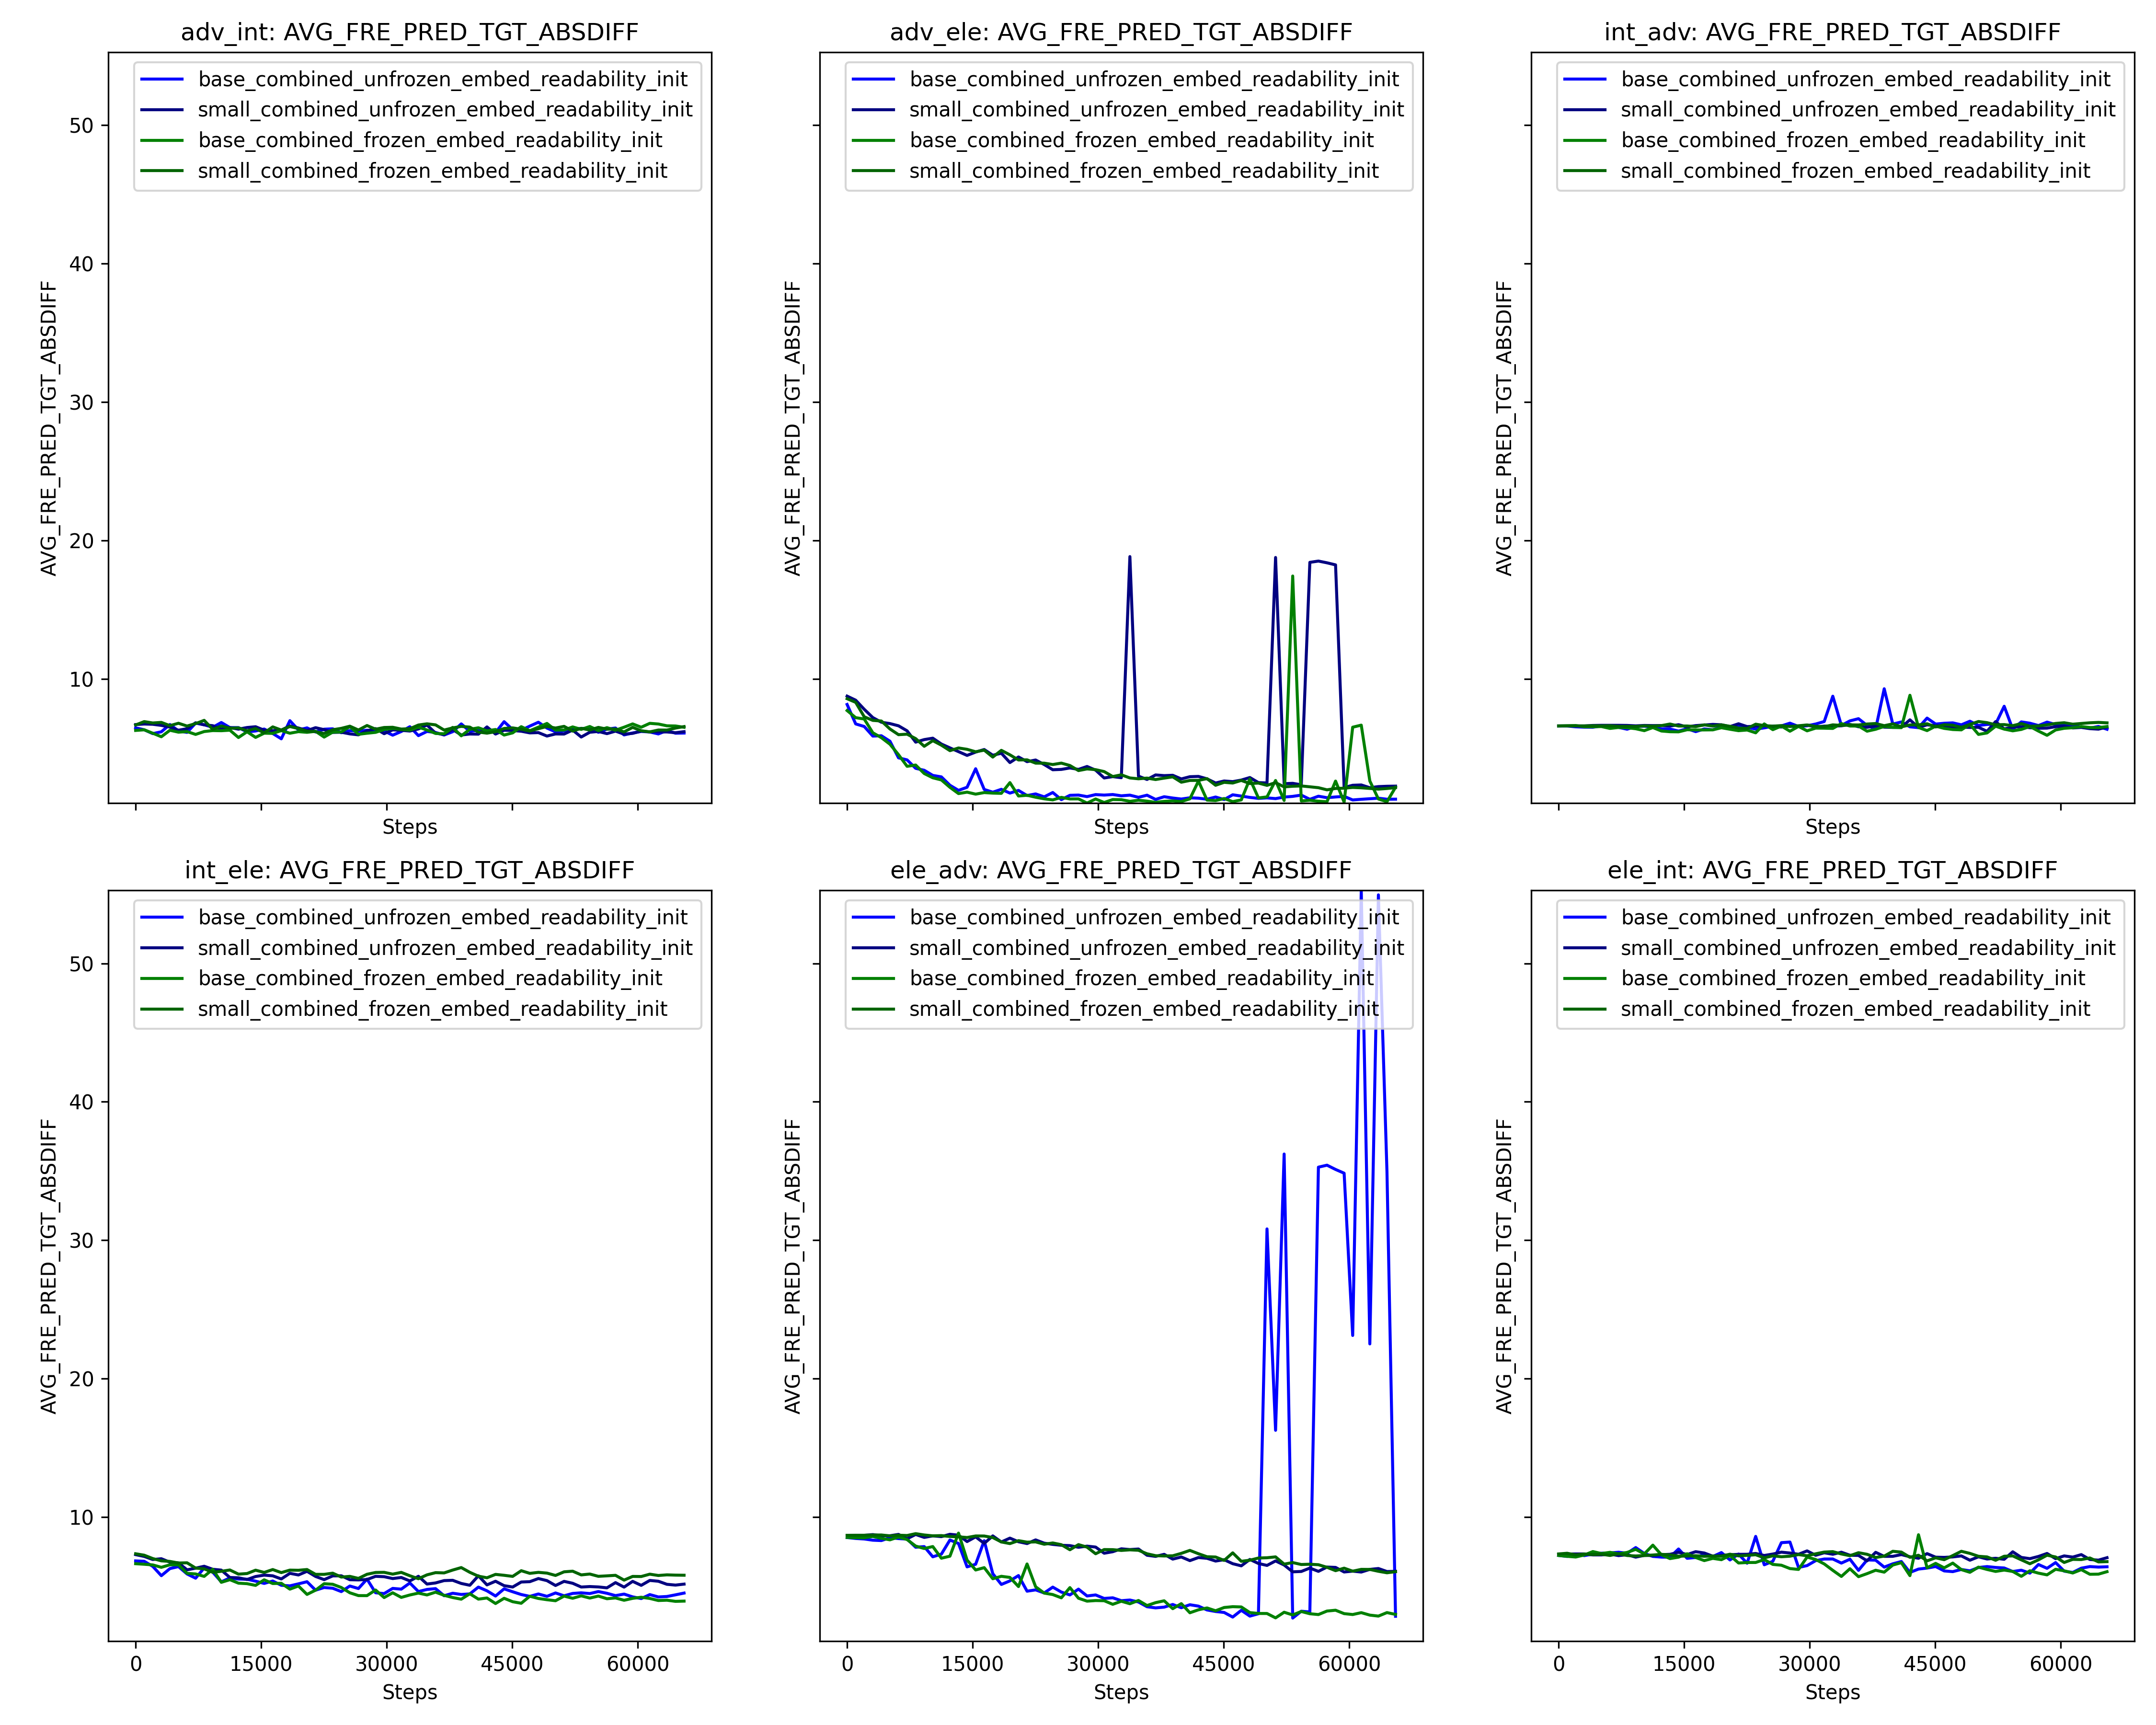 adv_int: AVG_FRE_PRED_TGT_ABSDIFF
base_combined_unfrozen_embed_readability_init
small_combined_unfrozen_embed_readability_init
base_combined_frozen_embed_readability_init
small_combined_frozen_embed_readability_init
50
40
30
20
10
AVG_FRE_PRED_TGT_ABSDIFF
Steps
adv_ele: AVG_FRE_PRED_TGT_ABSDIFF
base_combined_unfrozen_embed_readability_init
small_combined_unfrozen_embed_readability_init
base_combined_frozen_embed_readability_init
small_combined_frozen_embed_readability_init
AVG_FRE_PRED_TGT_ABSDIFF
Steps
int_adv: AVG_FRE_PRED_TGT_ABSDIFF
base_combined_unfrozen_embed_readability_init
small_combined_unfrozen_embed_readability_init
base_combined_frozen_embed_readability_init
small_combined_frozen_embed_readability_init
AVG_FRE_PRED_TGT_ABSDIFF
Steps
int_ele: AVG_FRE_PRED_TGT_ABSDIFF
base_combined_unfrozen_embed_readability_init
small_combined_unfrozen_embed_readability_init
base_combined_frozen_embed_readability_init
small_combined_frozen_embed_readability_init
50
40
30
20
10
AVG_FRE_PRED_TGT_ABSDIFF
0 15000 30000 45000 60000
Steps
ele_adv: AVG_FRE_PRED_TGT_ABSDIFF
base_combined_unfrozen_embed_readability_init
small_combined_unfrozen_embed_readability_init
base_combined_frozen_embed_readability_init
small_combined_frozen_embed_readability_init
AVG_FRE_PRED_TGT_ABSDIFF
0 15000 30000 45000 60000
Steps
ele_int: AVG_FRE_PRED_TGT_ABSDIFF
base_combined_unfrozen_embed_readability_init
small_combined_unfrozen_embed_readability_init
base_combined_frozen_embed_readability_init
small_combined_frozen_embed_readability_init
AVG_FRE_PRED_TGT_ABSDIFF
0 15000 30000 45000 60000
Steps